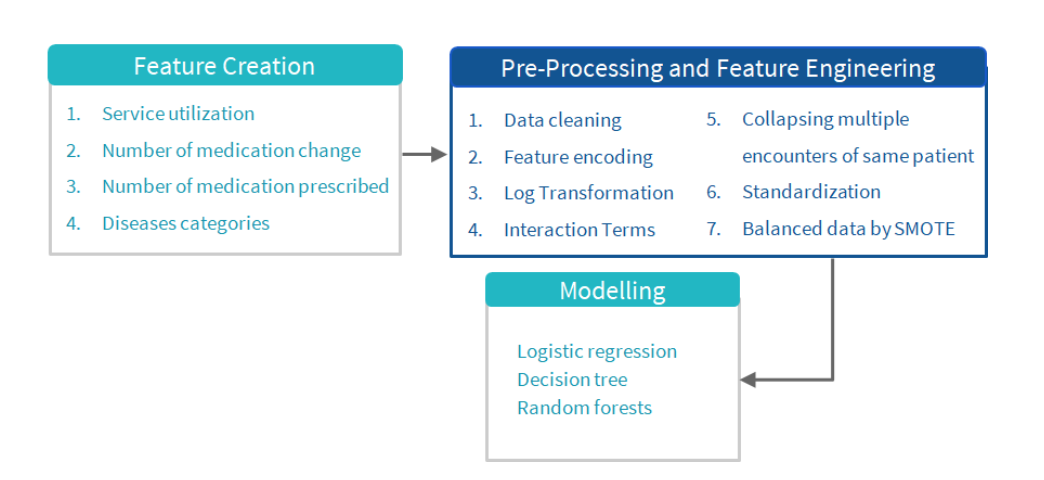 Feature Creation
1. Service utilization
2. Number of medication change
3. Number of medication prescribed
4. Diseases categories
Pre-Processing and Feature Engineering
1. Data cleaning
2. Feature encoding
3. Log Transformation
4. Interaction Terms
5. Collapsing multiple
encounters of same patient
6. Standardization
7. Balanced data by SMOTE
Modelling
Logistic regression
Decision tree
Random forests